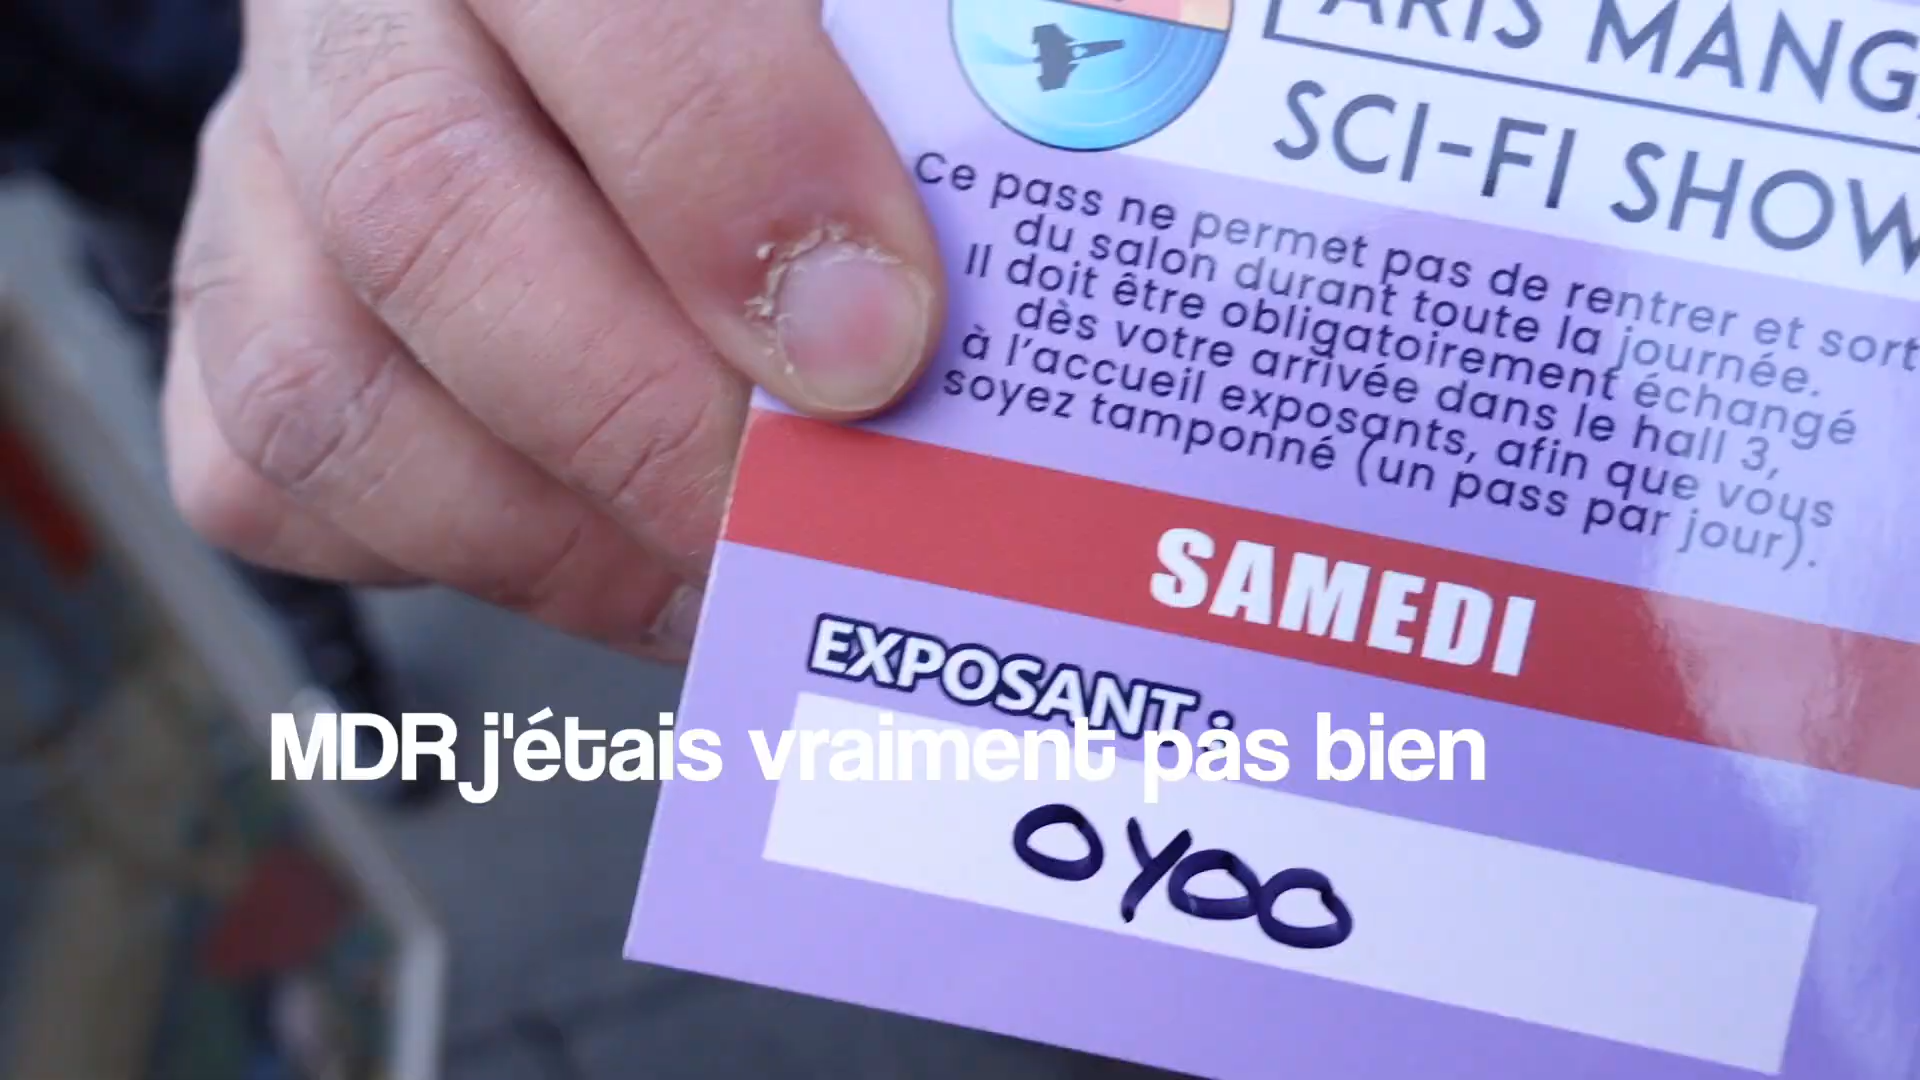 ARIS MANG
SCI-FI SHOW
Ce pass ne permet pas de rentrer et sort
du salon durant toute la journée.
Il doit être obligatoirement échangé
dès votre arrivée dans le hall 3,
à l'accueil exposants, afin que vous
soyez tamponné (un pass par jour).
SAMEDI
EXPOSANT :
MDR j'étais vraiment pas bien
OYOO